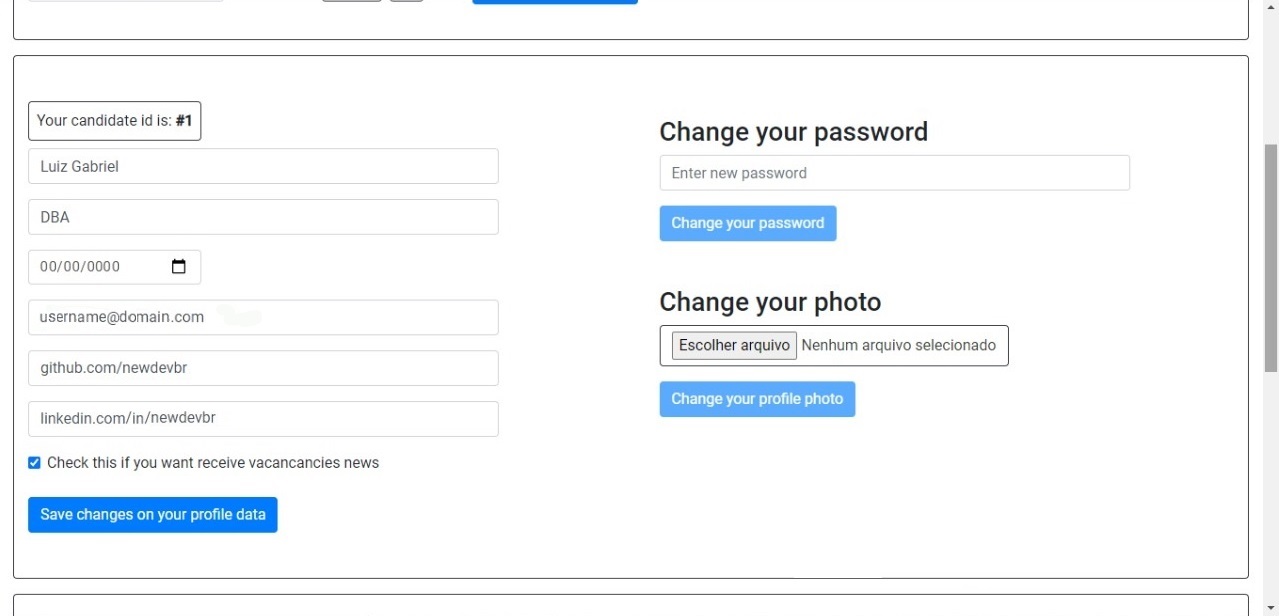 Your candidate id is: #1
Luiz Gabriel
DBA
00/00/0000
username@domain.com
github.com/newdevbr
linkedin.com/in/newdevbr
Check this if you want receive vacancancies news
Save changes on your profile data
Change your password
Enter new password
Change your password
Change your photo
Escolher arquivo Nenhum arquivo selecionado
Change your profile photo